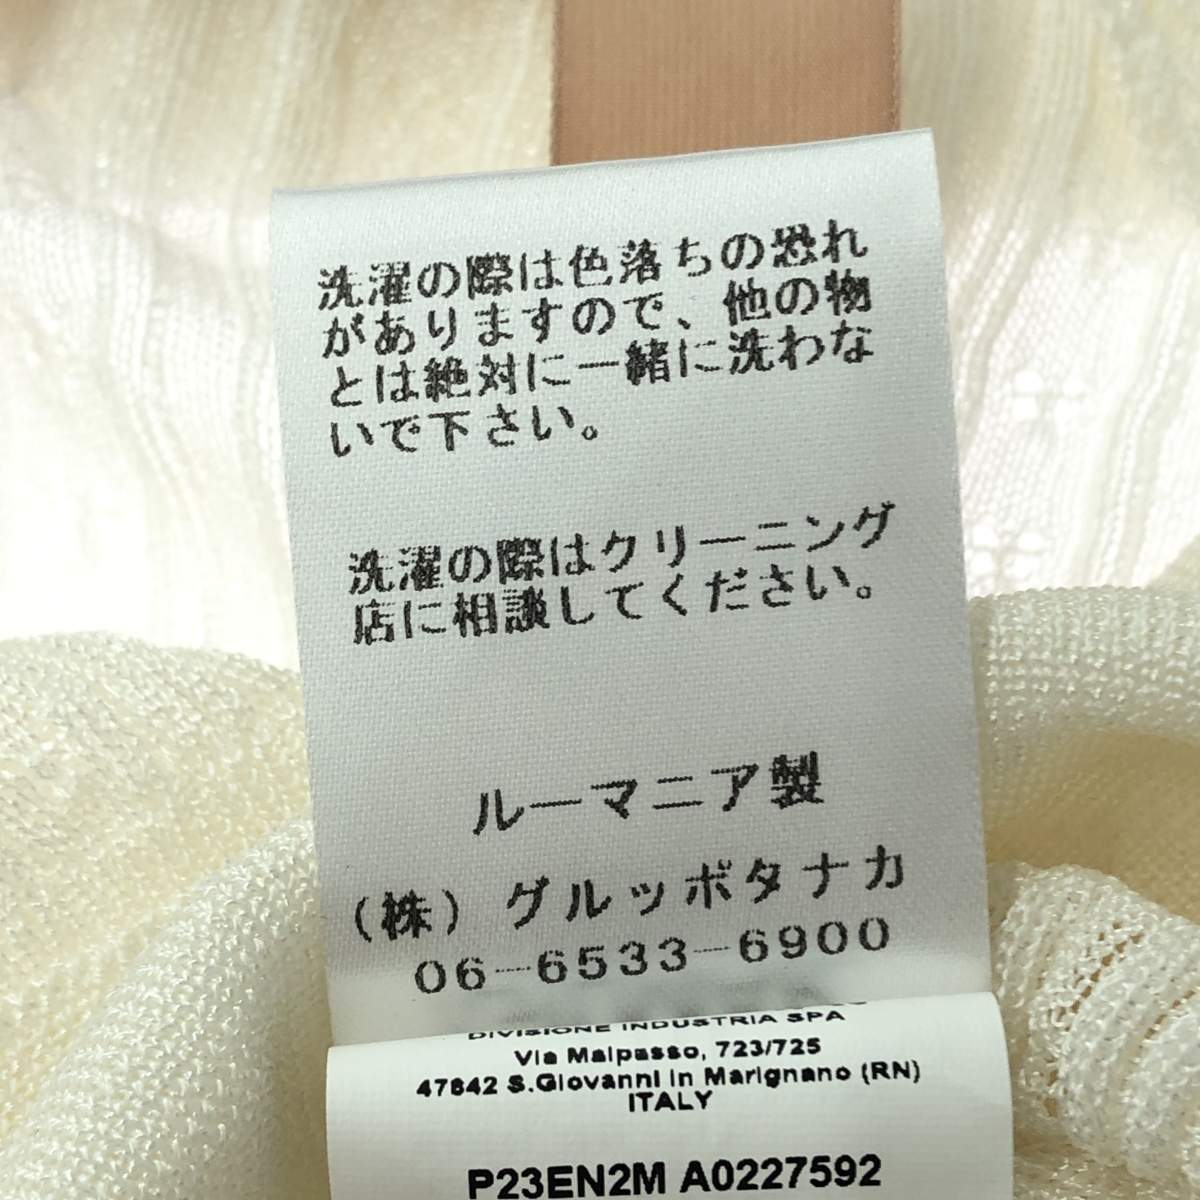 洗濯の際は色落ちの恐れ
がありますので、他の物
とは絶対に一緒に洗わな
いで下さい。
洗濯の際はクリーニング
店に相談してください。
ルーマニア製
（株）グルッポタナカ
06-6533-6900
DIVISIONE INDUSTRIA SPA
Via Malpasso, 723/725
47842 S.Giovanni in Marignano (RN)
ITALY
P23EN2M A0227592